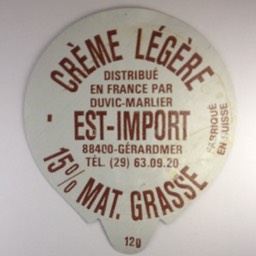 CRÈME LÉGÈRE
DISTRIBUÉ
EN FRANCE PAR
DUVIC-MARLIER
EST-IMPORT
88400-GÉRARDMER
TÉL. (29) 63.09.20
15% MAT. GRASSE
FABRIQUÉ
EN SUISSE
12g